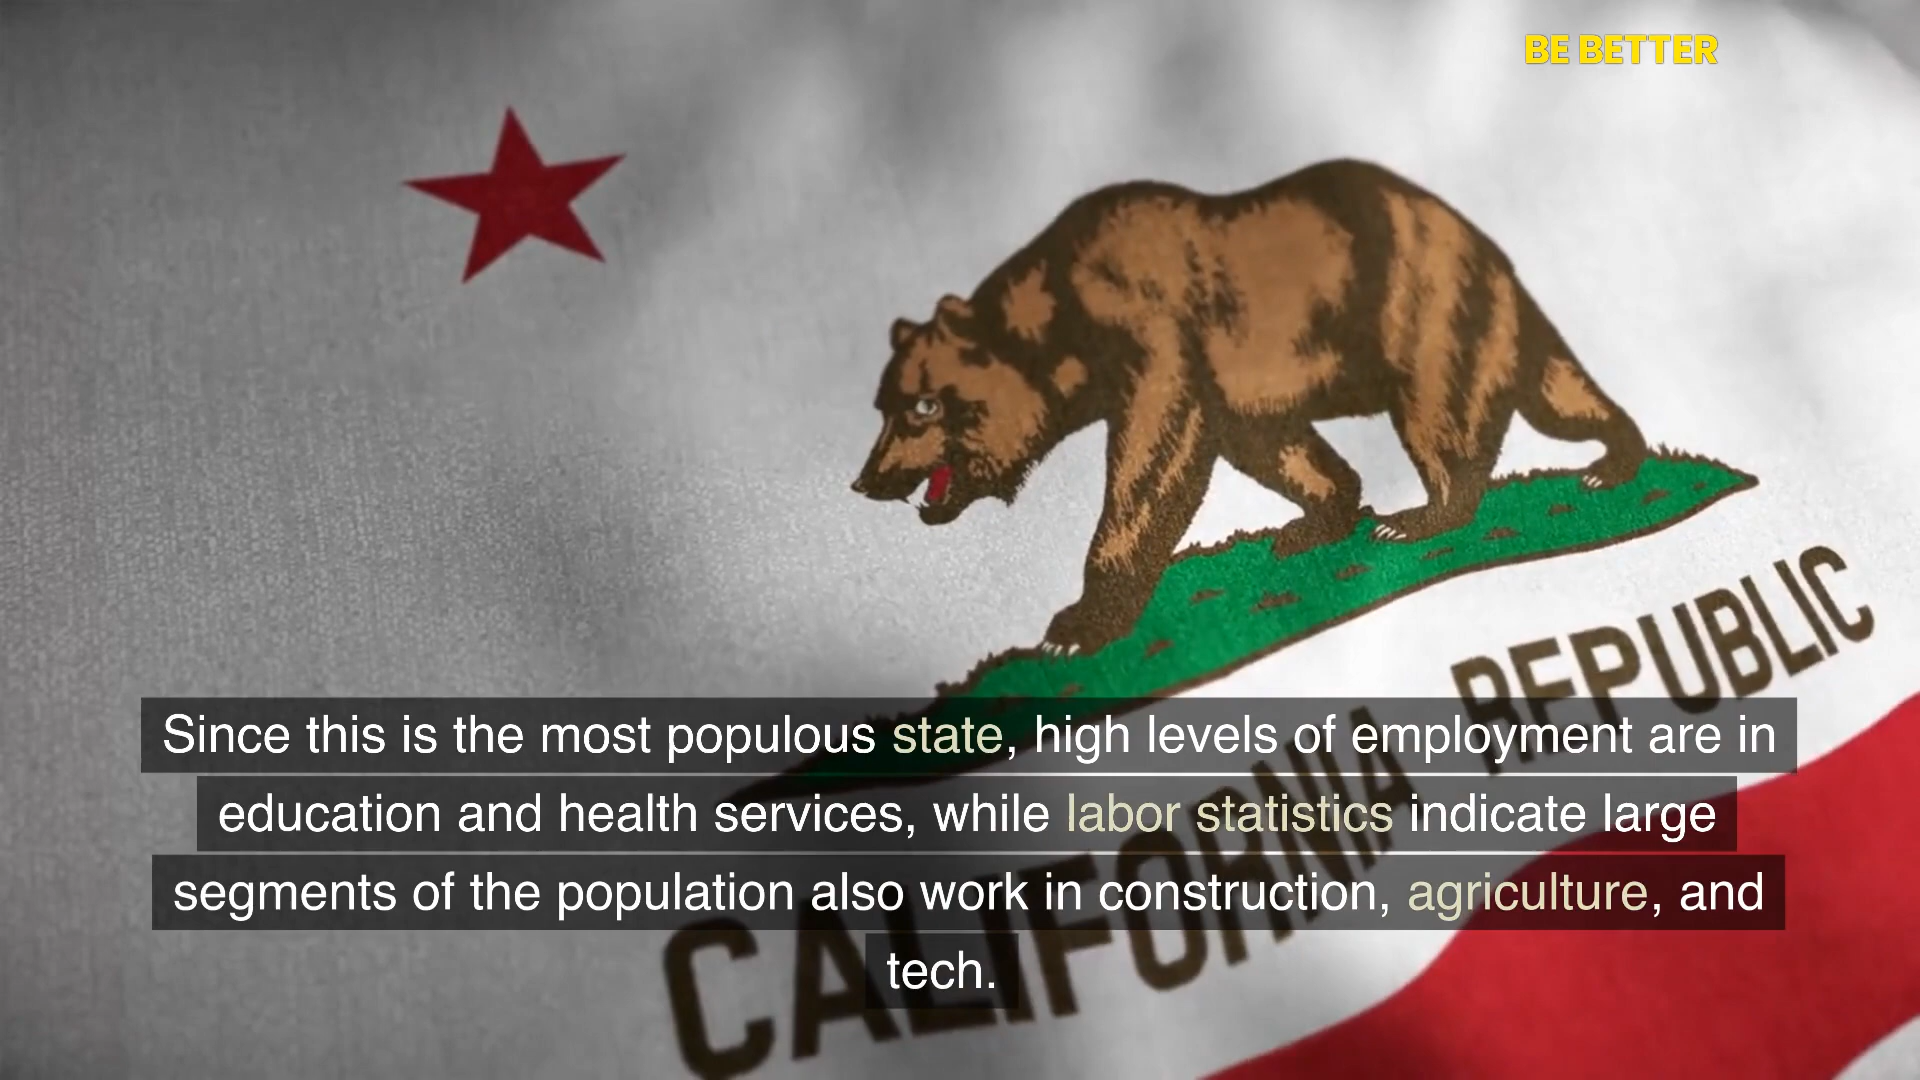 BE BETTER
Since this is the most populous state, high levels of employment are in
education and health services, while labor statistics indicate large
segments of the population also work in construction, agriculture, and
tech.
CALIFORNIA REPUBLIC